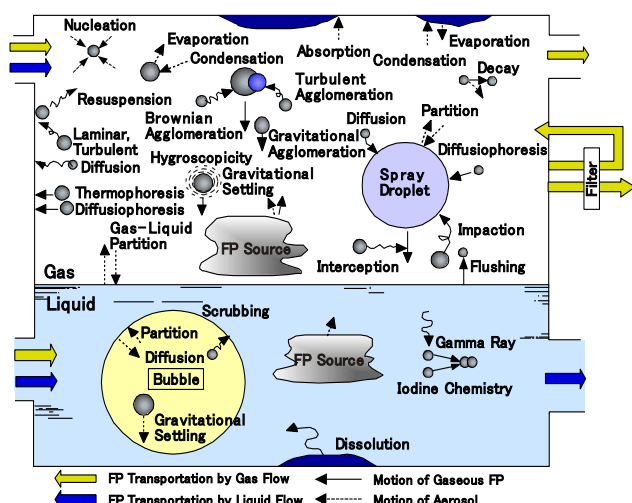 Nucleation
Evaporation
Condensation
Absorption
Evaporation
Condensation
Decay
Resuspension
Turbulent
Agglomeration
Brownian
Agglomeration
Gravitational
Agglomeration
Diffusion
Partition
Diffusiophoresis
Laminar,
Turbulent
Diffusion
Hygroscopicity
Gravitational
Settling
Spray
Droplet
Filter
Thermophoresis
Diffusiophoresis
Gas-Liquid
Partition
FP Source
Impaction
Interception
Flushing
Gas
Liquid
Scrubbing
Partition
Diffusion
Bubble
Gravitational
Settling
FP Source
Gamma Ray
Iodine Chemistry
Dissolution
FP Transportation by Gas Flow
Motion of Gaseous FP
FP Transportation by Liquid Flow
Motion of Aerosol